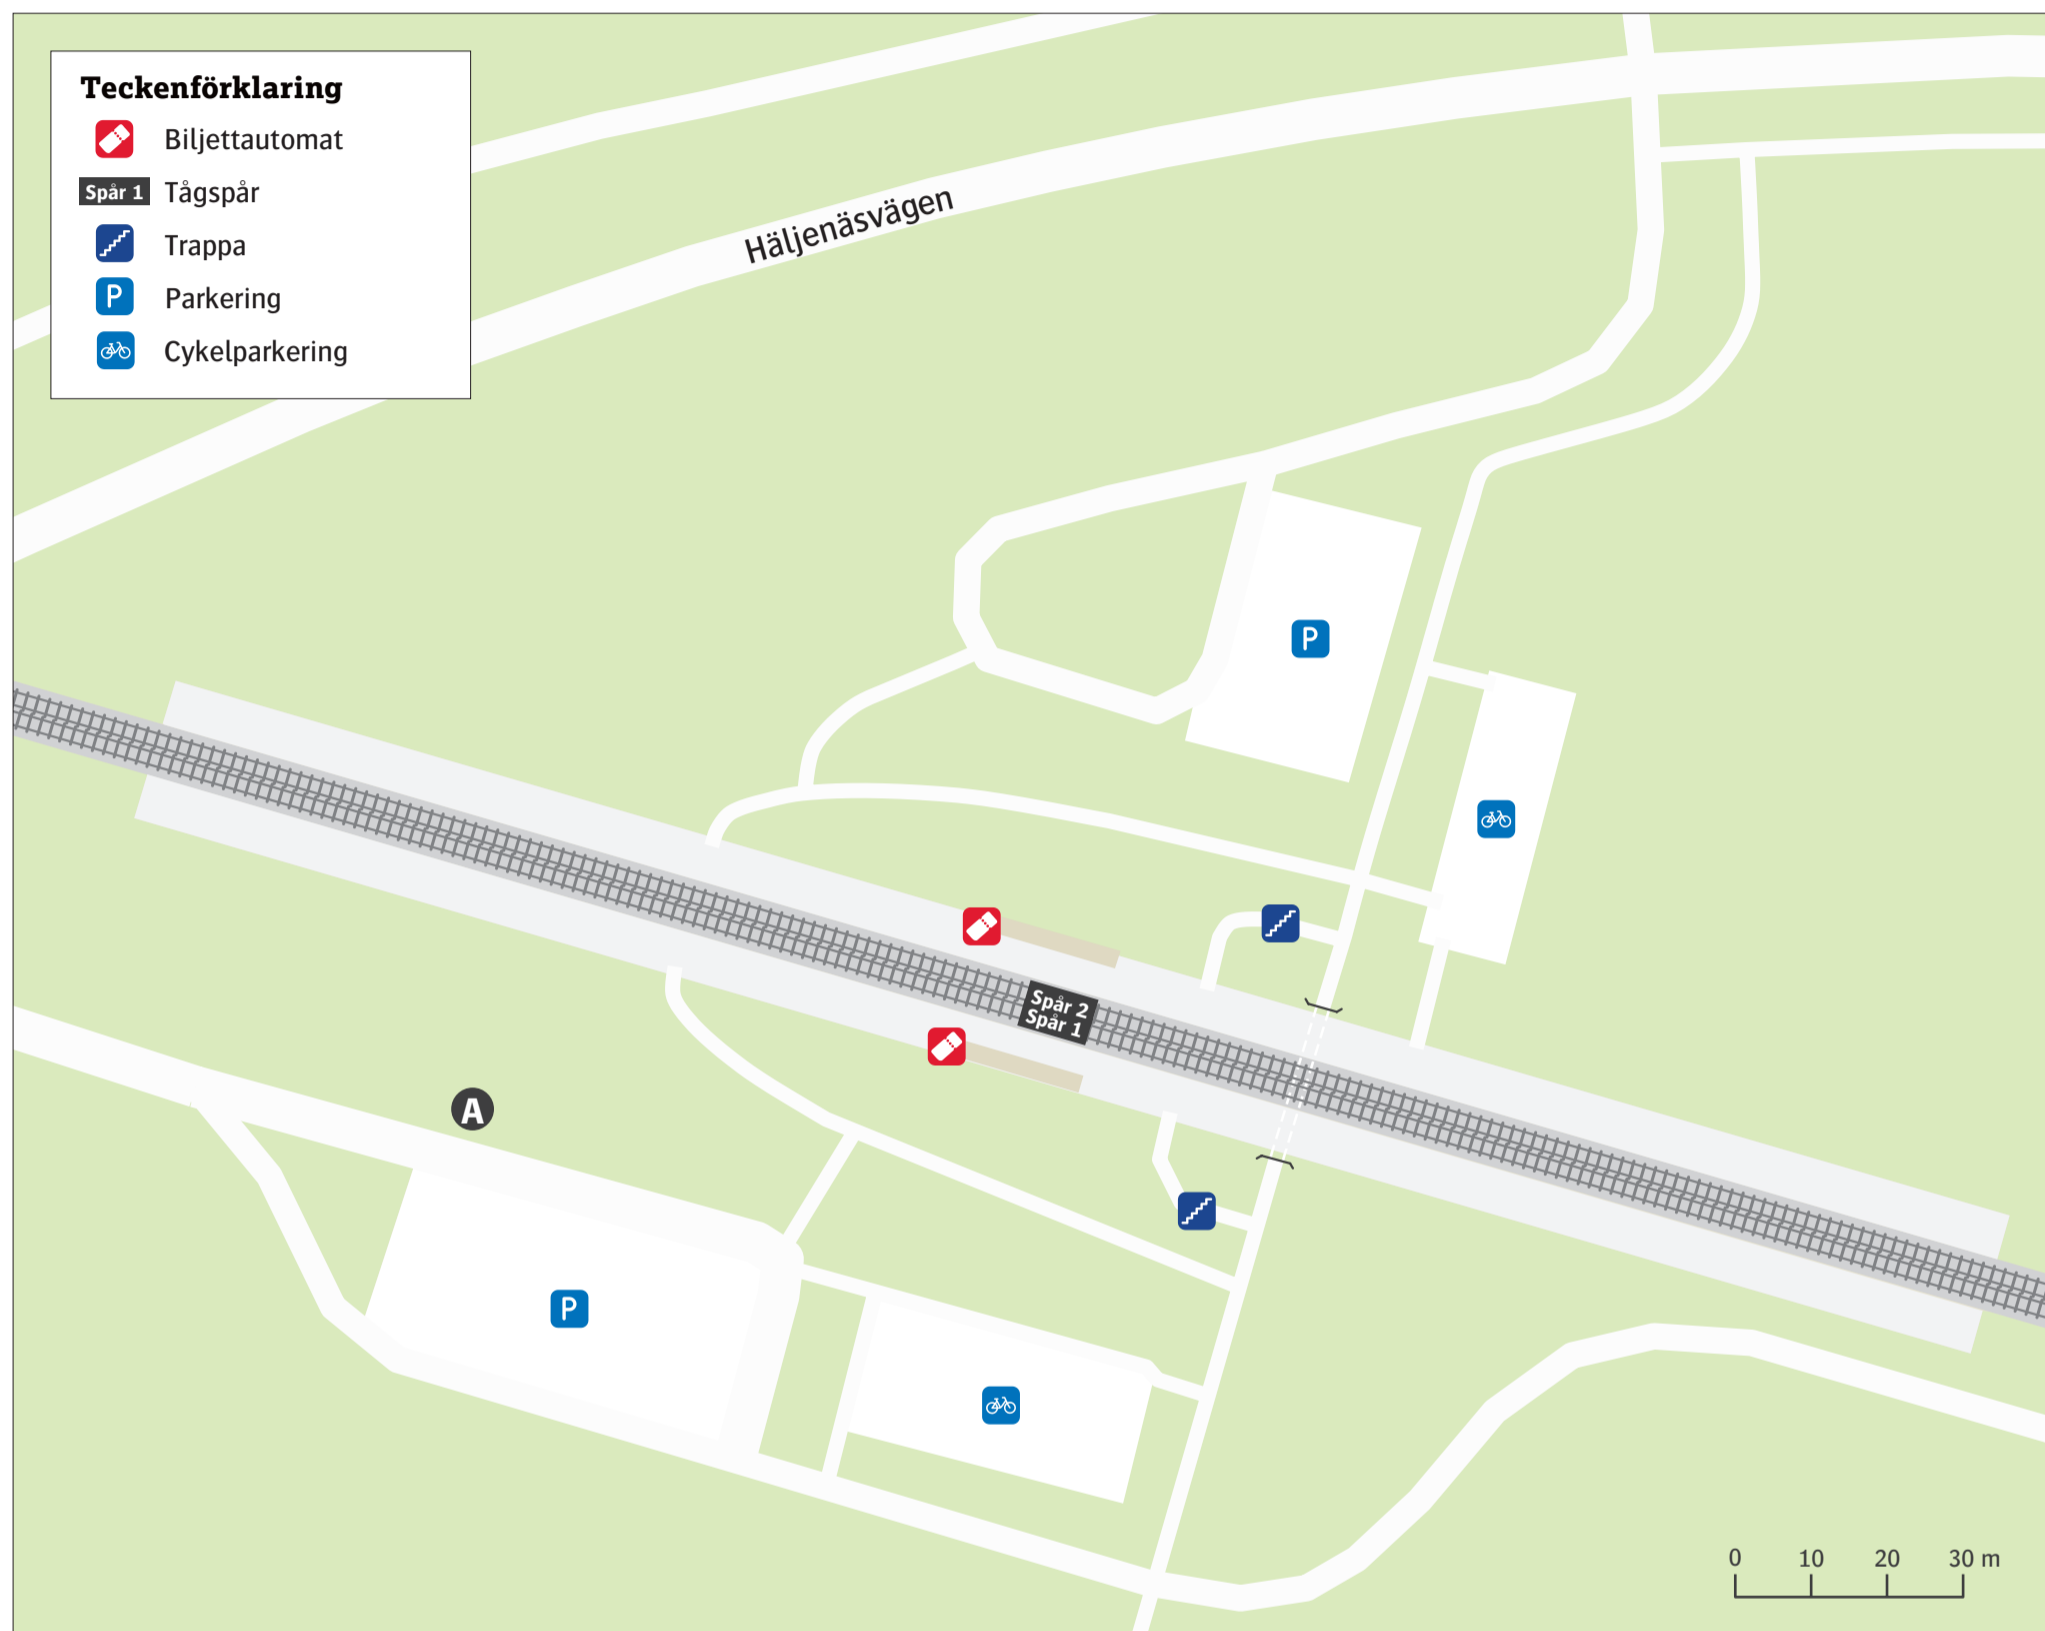 Teckenförklaring
Biljettautomat
Spår 1 Tågspår
Trappa
P Parkering
Cykelparkering
Häljenäsvägen
P
Spår 2
Spår 1
A
P
0 10 20 30 m